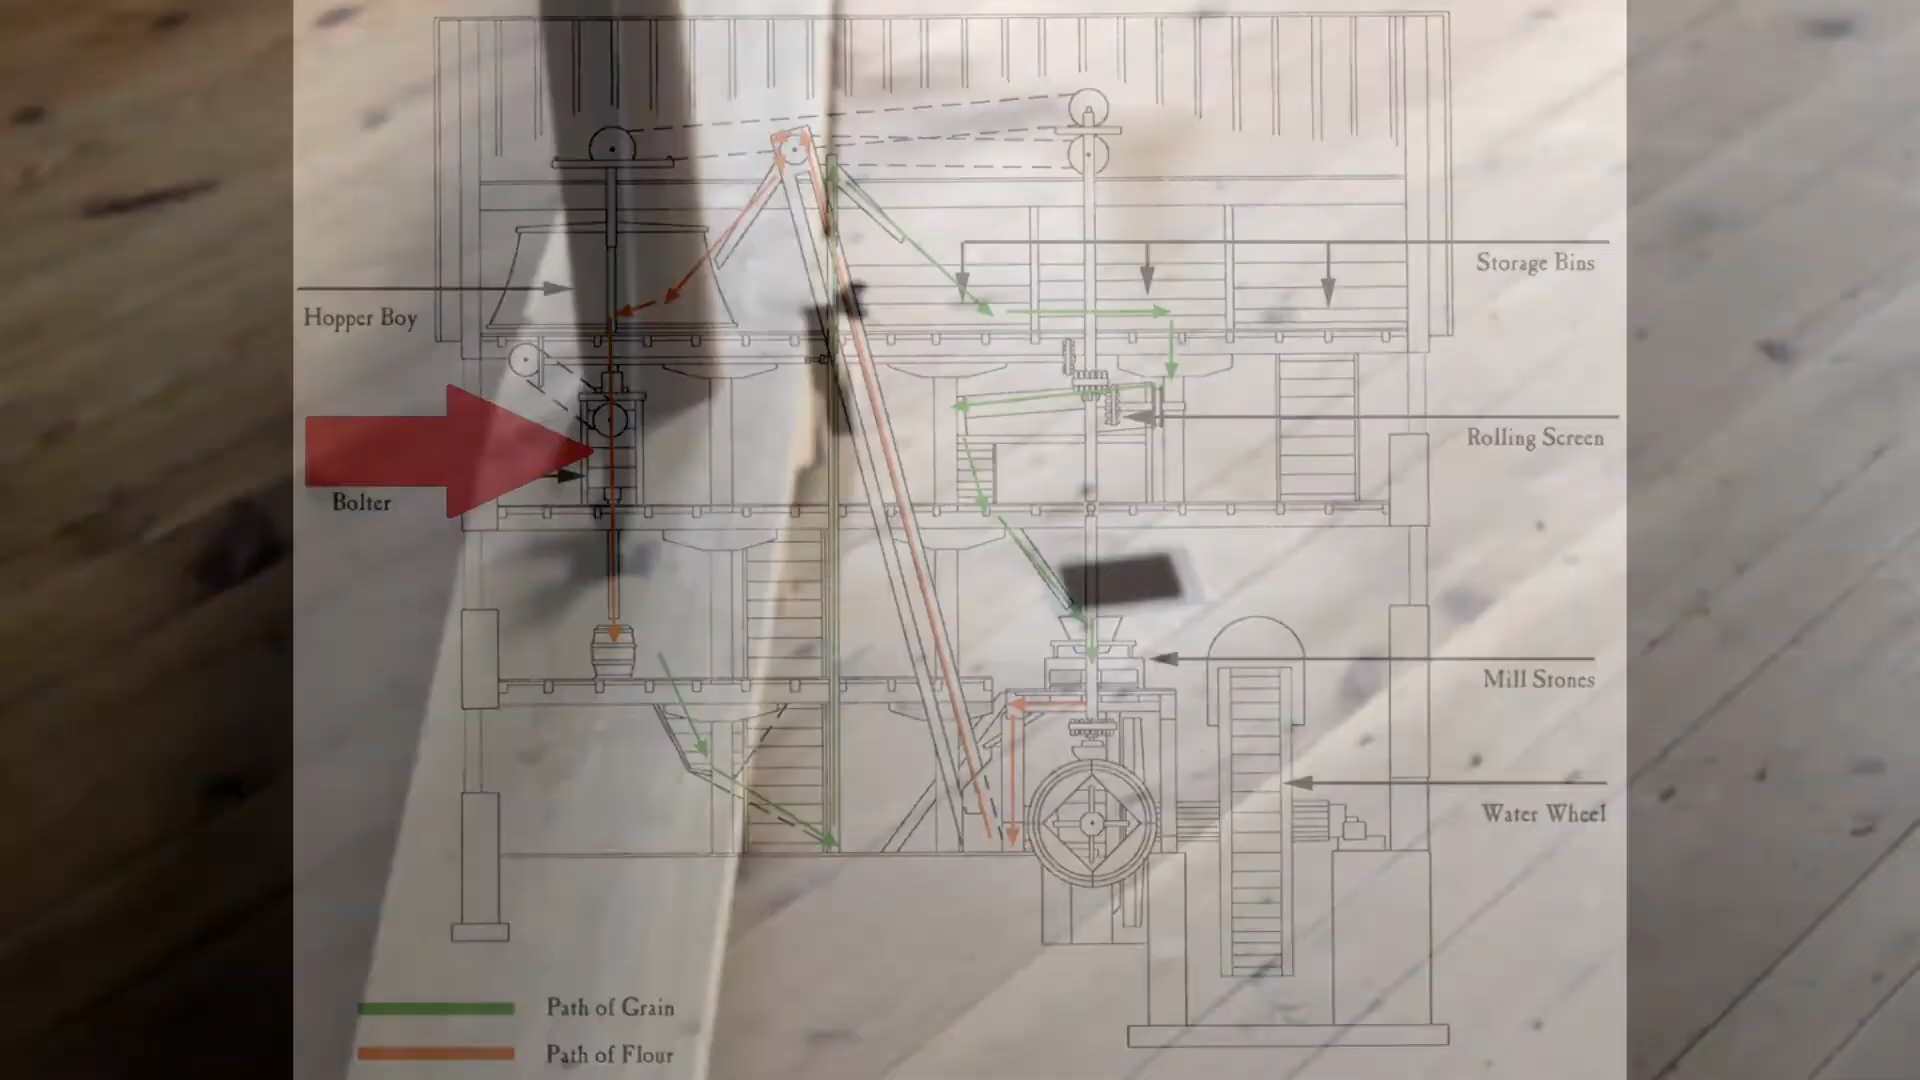 Storage Bins
Hopper Boy
Rolling Screen
Bolter
Mill Stones
Water Wheel
Path of Grain
Path of Flour